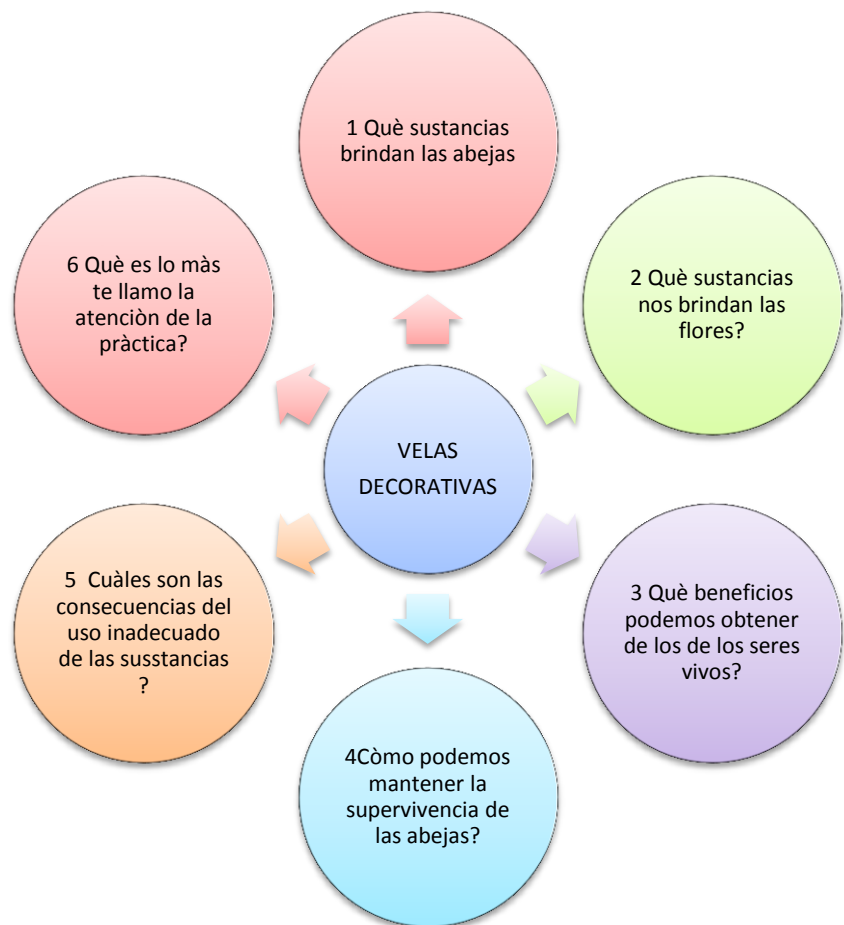 1 Què sustancias
brindan las abejas
2 Què sustancias
nos brindan las
flores?
3 Què beneficios
podemos obtener
de los de los seres
vivos?
4Còmo podemos
mantener la
supervivencia de
las abejas?
5  Cuàles son las
consecuencias del
uso inadecuado
de las susstancias
?
6 Què es lo màs
te llamo la
atenciòn de la
pràctica?
VELAS
DECORATIVAS